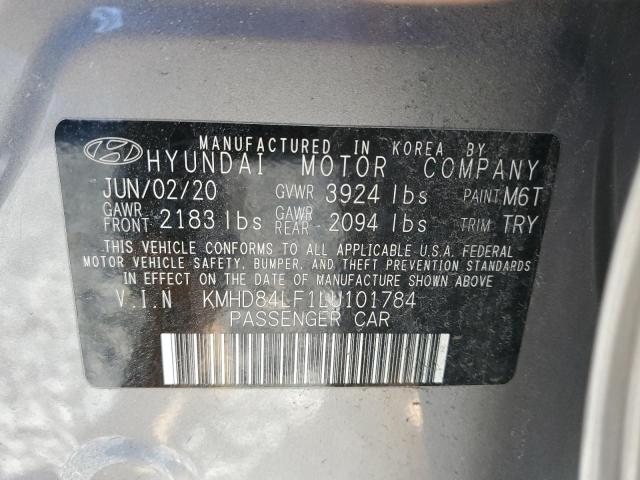 MANUFACTURED IN KOREA BY
HYUNDAI MOTOR COMPANY
JUN/02/20 GVWR 3924 lbs PAINT M6T
GAWR FRONT 2183 lbs GAWR REAR 2094 lbs TRIM TRY
THIS VEHICLE CONFORMS TO ALL APPLICABLE U.S.A. FEDERAL
MOTOR VEHICLE SAFETY, BUMPER, AND THEFT PREVENTION STANDARDS
IN EFFECT ON THE DATE OF MANUFACTURE SHOWN ABOVE
V.I.N KMHD84LF1LU101784
PASSENGER CAR